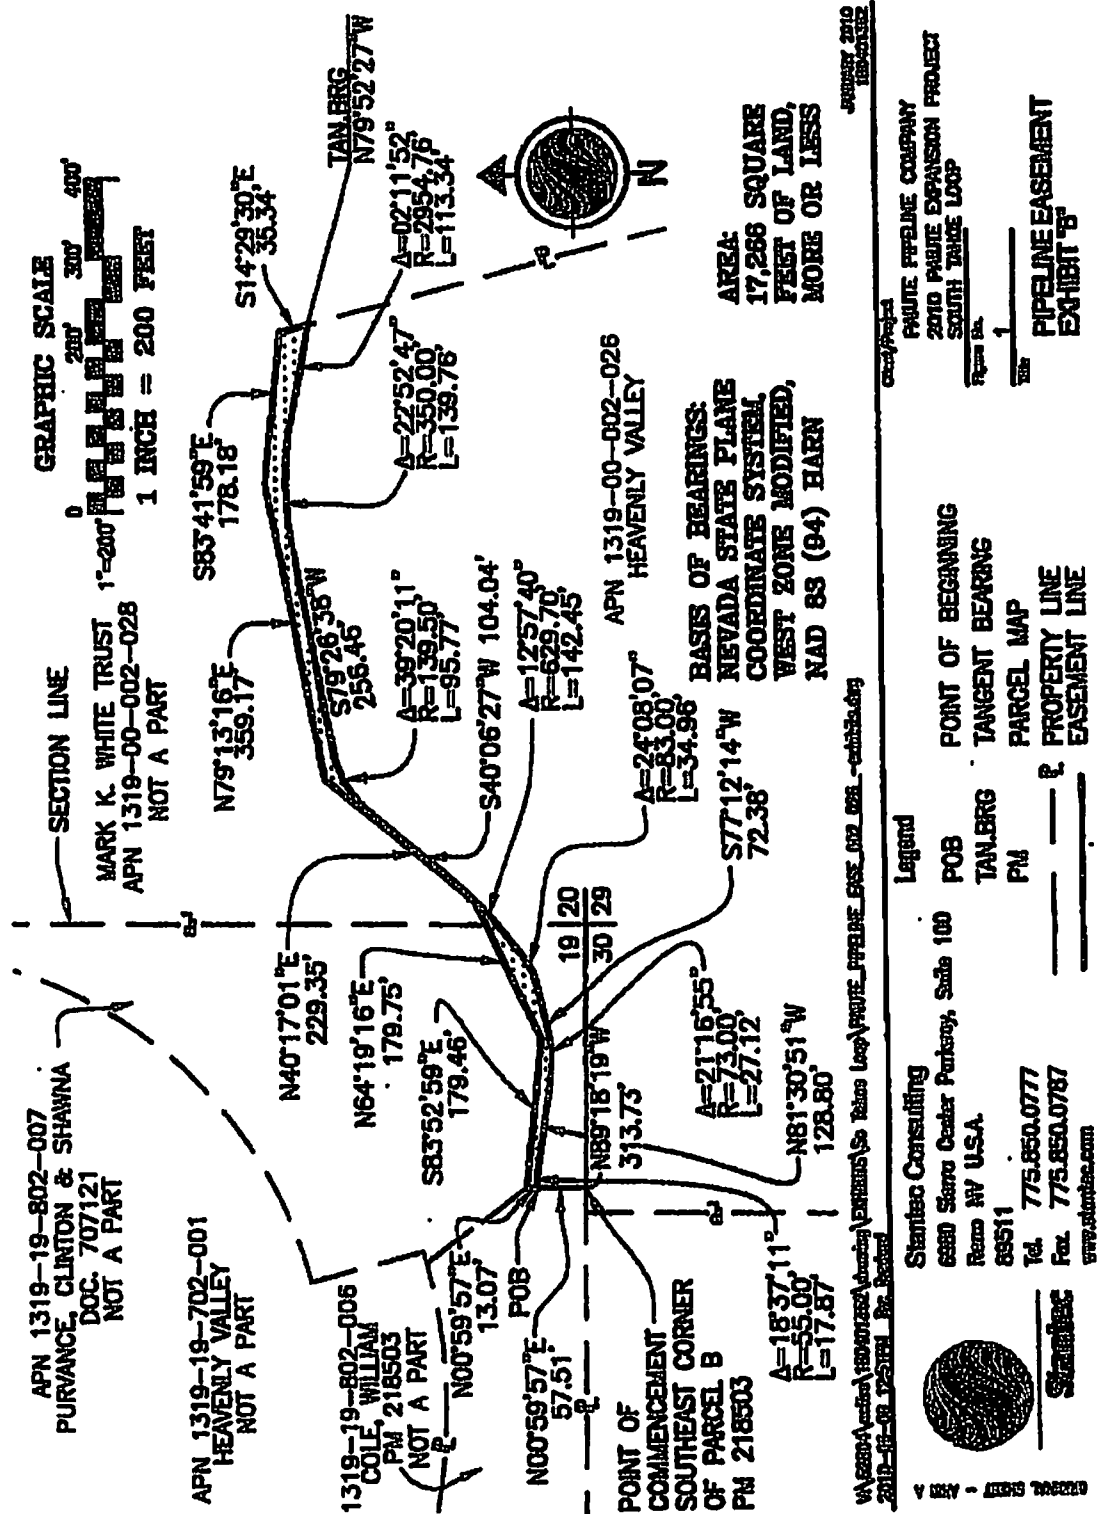 APN 1319-19-802-007
PURVANCE, CLINTON & SHAWNA
DOC. 707121
NOT A PART
SECTION LINE
MARK K. WHITE TRUST
APN 1319-00-002-028
NOT A PART
GRAPHIC SCALE
0 200' 300' 400'
1"=200'
1 INCH = 200 FEET
APN 1319-19-702-001
HEAVENLY VALLEY
NOT A PART
1319-19-802-006
COLE, WILLIAM
PM 218503
NOT A PART
N00°59'57"E
13.07'
POB
N00°59'57"E
57.51'
POINT OF
COMMENCEMENT
SOUTHEAST CORNER
OF PARCEL B
PM 218503
N40°17'01"E
229.35'
N64°19'16"E
179.75'
S83°52'59"E
179.46'
N79°13'16"E
359.17'
S83°41'59"E
178.18'
S14°29'30"E
35.34'
TAN.BRG
N79°52'27"W
Δ=02°11'52"
R=2954.76'
L=113.34'
Δ=22°52'47"
R=350.00'
L=139.76'
S79°26'38"W
256.46'
Δ=39°20'11"
R=139.50'
L=95.77'
S40°06'27"W 104.04'
Δ=12°57'40"
R=629.70'
L=142.45'
Δ=24°08'07"
R=83.00'
L=34.96'
S77°12'14"W
72.38'
19 20
30 29
N89°18'19"W
313.73'
Δ=21°16'55"
R=73.00'
L=27.12'
N81°30'51"W
128.80'
Δ=18°37'11"
R=55.00'
L=17.87'
APN 1319-00-002-026
HEAVENLY VALLEY
N
AREA:
17,266 SQUARE
FEET OF LAND,
MORE OR LESS
BASIS OF BEARINGS:
NEVADA STATE PLANE
COORDINATE SYSTEM,
WEST ZONE MODIFIED,
NAD 83 (94) HARN
JANUARY 2010
Stantec Consulting
6980 Sierra Center Parkway, Suite 100
Reno NV U.S.A.
89511
Tel. 775.850.0777
Fax. 775.850.0787
www.stantec.com
Stantec
Legend
POB POINT OF BEGINNING
TAN.BRG TANGENT BEARING
PM PARCEL MAP
PROPERTY LINE
EASEMENT LINE
Client/Project
PAIUTE PIPELINE COMPANY
2010 PAIUTE EXPANSION PROJECT
SOUTH TAHOE LOOP
Figure No.
1
Title
PIPELINE EASEMENT
EXHIBIT "B"